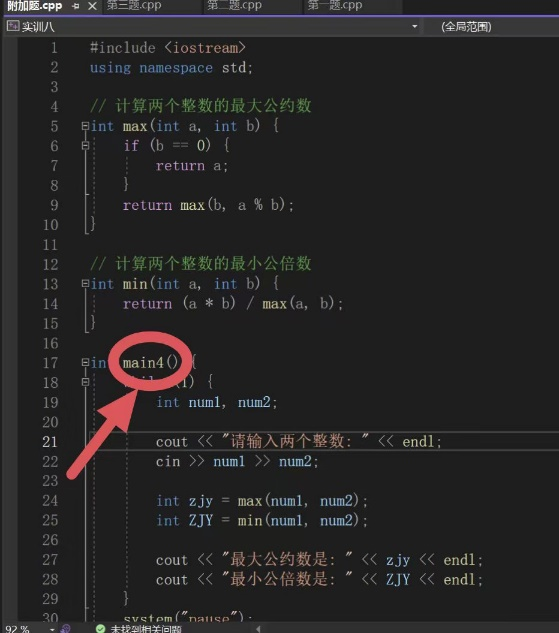 附加题.cpp 第三题.cpp 第二题.cpp 第一题.cpp
实训八 (全局范围)
1 #include <iostream>
2 using namespace std;
3
4 // 计算两个整数的最大公约数
5 int max(int a, int b) {
6 if (b == 0) {
7 return a;
8 }
9 return max(b, a % b);
10 }
11
12 // 计算两个整数的最小公倍数
13 int min(int a, int b) {
14 return (a * b) / max(a, b);
15 }
16
17 int main4() {
18 (1) {
19 int num1, num2;
20
21 cout << "请输入两个整数: " << endl;
22 cin >> num1 >> num2;
23
24 int zjy = max(num1, num2);
25 int ZJY = min(num1, num2);
26
27 cout << "最大公约数是: " << zjy << endl;
28 cout << "最小公倍数是: " << ZJY << endl;
29 }
30 system("pause");
92 % 未找到相关问题